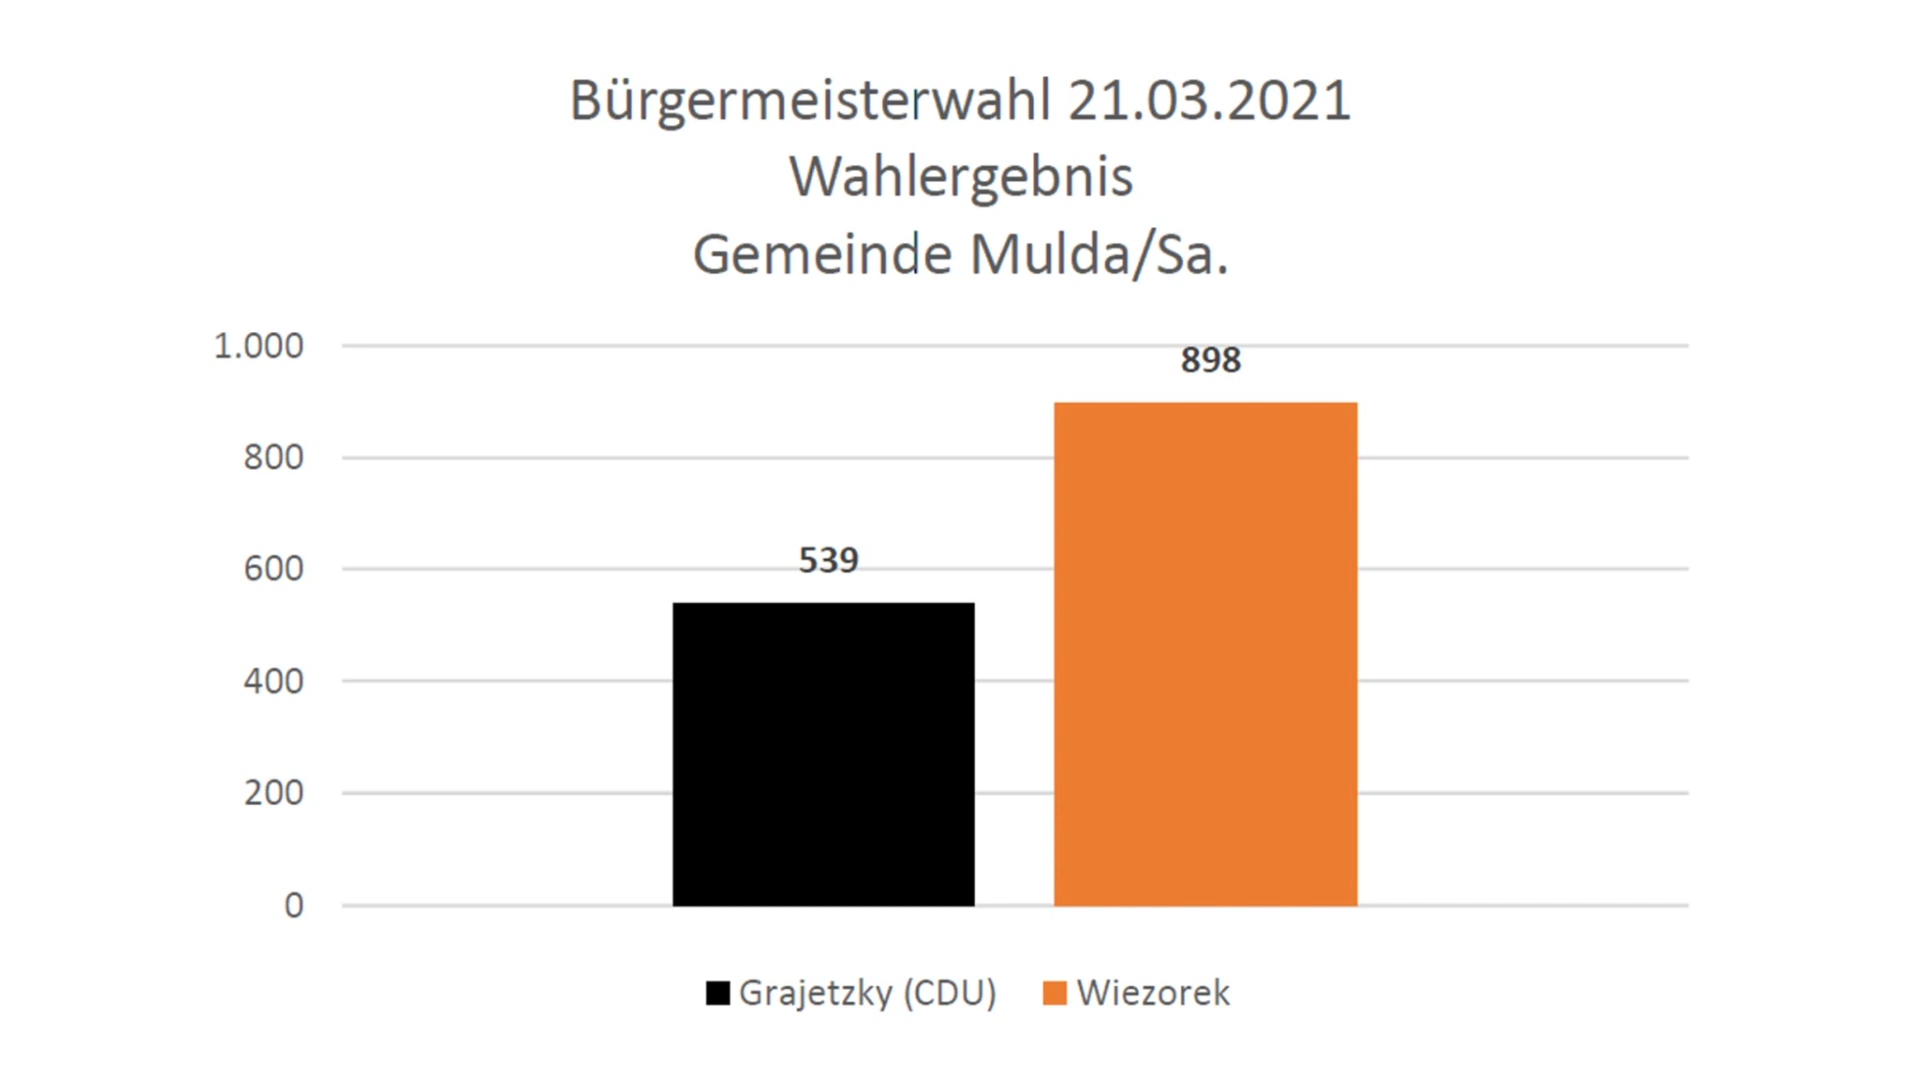 Bürgermeisterwahl 21.03.2021
Wahlergebnis
Gemeinde Mulda/Sa.
1.000
898
800
539
600
400
200
0
Grajetzky (CDU) Wiezorek